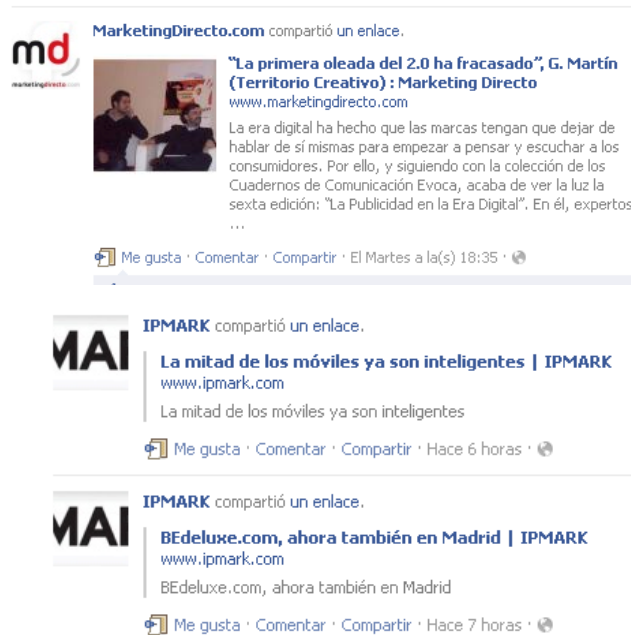 MarketingDirecto.com compartió un enlace.
md
marketingdirecto.com
“La primera oleada del 2.0 ha fracasado”, G. Martín
(Territorio Creativo) : Marketing Directo
www.marketingdirecto.com
La era digital ha hecho que las marcas tengan que dejar de
hablar de sí mismas para empezar a pensar y escuchar a los
consumidores. Por ello, y siguiendo con la colección de los
Cuadernos de Comunicación Evoca, acaba de ver la luz la
sexta edición: “La Publicidad en la Era Digital”. En él, expertos
...
Me gusta · Comentar · Compartir · El Martes a la(s) 18:35 ·
IPMARK compartió un enlace.
MAI
La mitad de los móviles ya son inteligentes | IPMARK
www.ipmark.com
La mitad de los móviles ya son inteligentes
Me gusta · Comentar · Compartir · Hace 6 horas ·
IPMARK compartió un enlace.
MAI
BEdeluxe.com, ahora también en Madrid | IPMARK
www.ipmark.com
BEdeluxe.com, ahora también en Madrid
Me gusta · Comentar · Compartir · Hace 7 horas ·